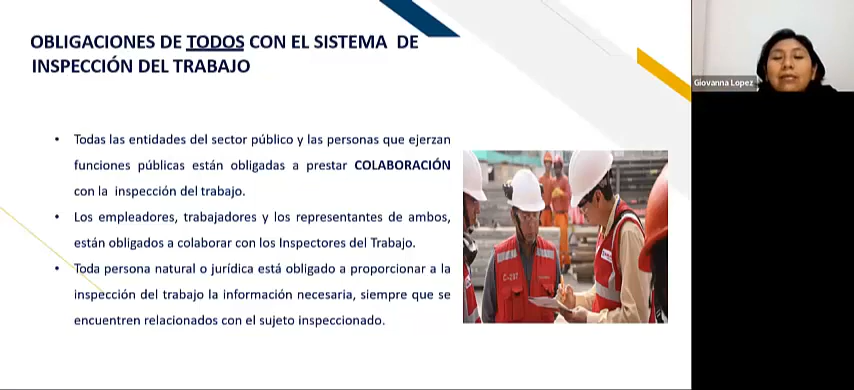 OBLIGACIONES DE TODOS CON EL SISTEMA DE
INSPECCIÓN DEL TRABAJO
Giovanna Lopez
• Todas las entidades del sector público y las personas que ejerzan
funciones públicas están obligadas a prestar COLABORACIÓN
con la inspección del trabajo.
• Los empleadores, trabajadores y los representantes de ambos,
están obligados a colaborar con los Inspectores del Trabajo.
• Toda persona natural o jurídica está obligado a proporcionar a la
inspección del trabajo la información necesaria, siempre que se
encuentren relacionados con el sujeto inspeccionado.
C-287